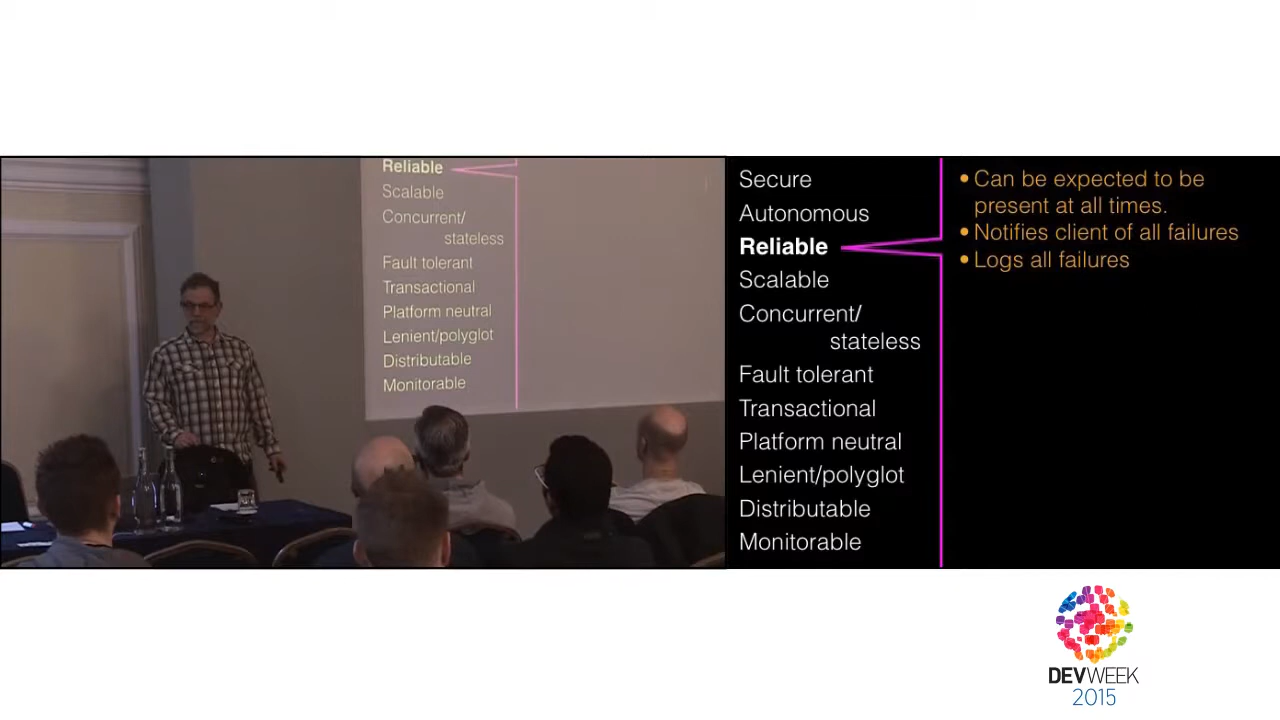 Reliable
Scalable
Concurrent/
stateless
Fault tolerant
Transactional
Platform neutral
Lenient/polyglot
Distributable
Monitorable
Secure
Autonomous
Reliable
Scalable
Concurrent/
stateless
Fault tolerant
Transactional
Platform neutral
Lenient/polyglot
Distributable
Monitorable
• Can be expected to be
present at all times.
• Notifies client of all failures
• Logs all failures
DEVWEEK
2015